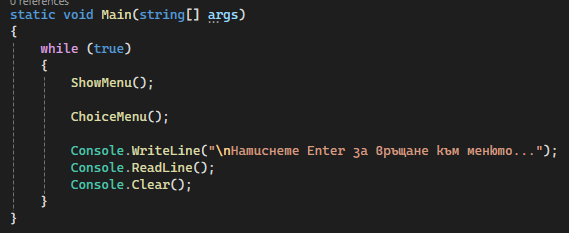 0 references
static void Main(string[] args)
{
while (true)
{
ShowMenu();
ChoiceMenu();
Console.WriteLine("\nНатиснете Enter за връщане към менюто...");
Console.ReadLine();
Console.Clear();
}
}